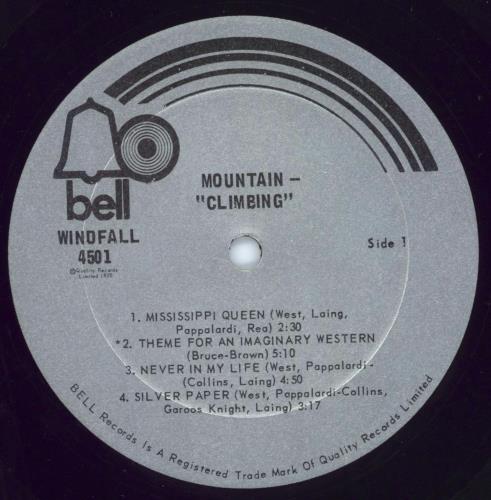 MOUNTAIN –
"CLIMBING"
bell
WINDFALL
4501
©Quality Records
Limited 1970
Side 1
1. MISSISSIPPI QUEEN (West, Laing,
Pappalardi, Rea) 2:30
*2. THEME FOR AN IMAGINARY WESTERN
(Bruce-Brown) 5:10
3. NEVER IN MY LIFE (West, Pappalardi-
(Collins, Laing) 4:50
4. SILVER PAPER (West, Pappalardi-Collins,
Garoos Knight, Laing) 3:17
BELL Records Is A Registered Trade Mark Of Quality Records Limited